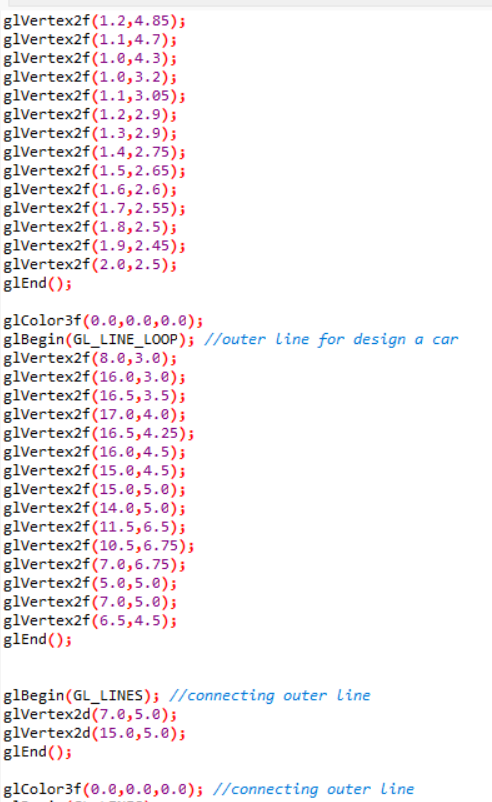 glVertex2f(1.2,4.85);
glVertex2f(1.1,4.7);
glVertex2f(1.0,4.3);
glVertex2f(1.0,3.2);
glVertex2f(1.1,3.05);
glVertex2f(1.2,2.9);
glVertex2f(1.3,2.9);
glVertex2f(1.4,2.75);
glVertex2f(1.5,2.65);
glVertex2f(1.6,2.6);
glVertex2f(1.7,2.55);
glVertex2f(1.8,2.5);
glVertex2f(1.9,2.45);
glVertex2f(2.0,2.5);
glEnd();
glColor3f(0.0,0.0,0.0);
glBegin(GL_LINE_LOOP); //outer line for design a car
glVertex2f(8.0,3.0);
glVertex2f(16.0,3.0);
glVertex2f(16.5,3.5);
glVertex2f(17.0,4.0);
glVertex2f(16.5,4.25);
glVertex2f(16.0,4.5);
glVertex2f(15.0,4.5);
glVertex2f(15.0,5.0);
glVertex2f(14.0,5.0);
glVertex2f(11.5,6.5);
glVertex2f(10.5,6.75);
glVertex2f(7.0,6.75);
glVertex2f(5.0,5.0);
glVertex2f(7.0,5.0);
glVertex2f(6.5,4.5);
glEnd();
glBegin(GL_LINES); //connecting outer line
glVertex2d(7.0,5.0);
glVertex2d(15.0,5.0);
glEnd();
glColor3f(0.0,0.0,0.0); //connecting outer line